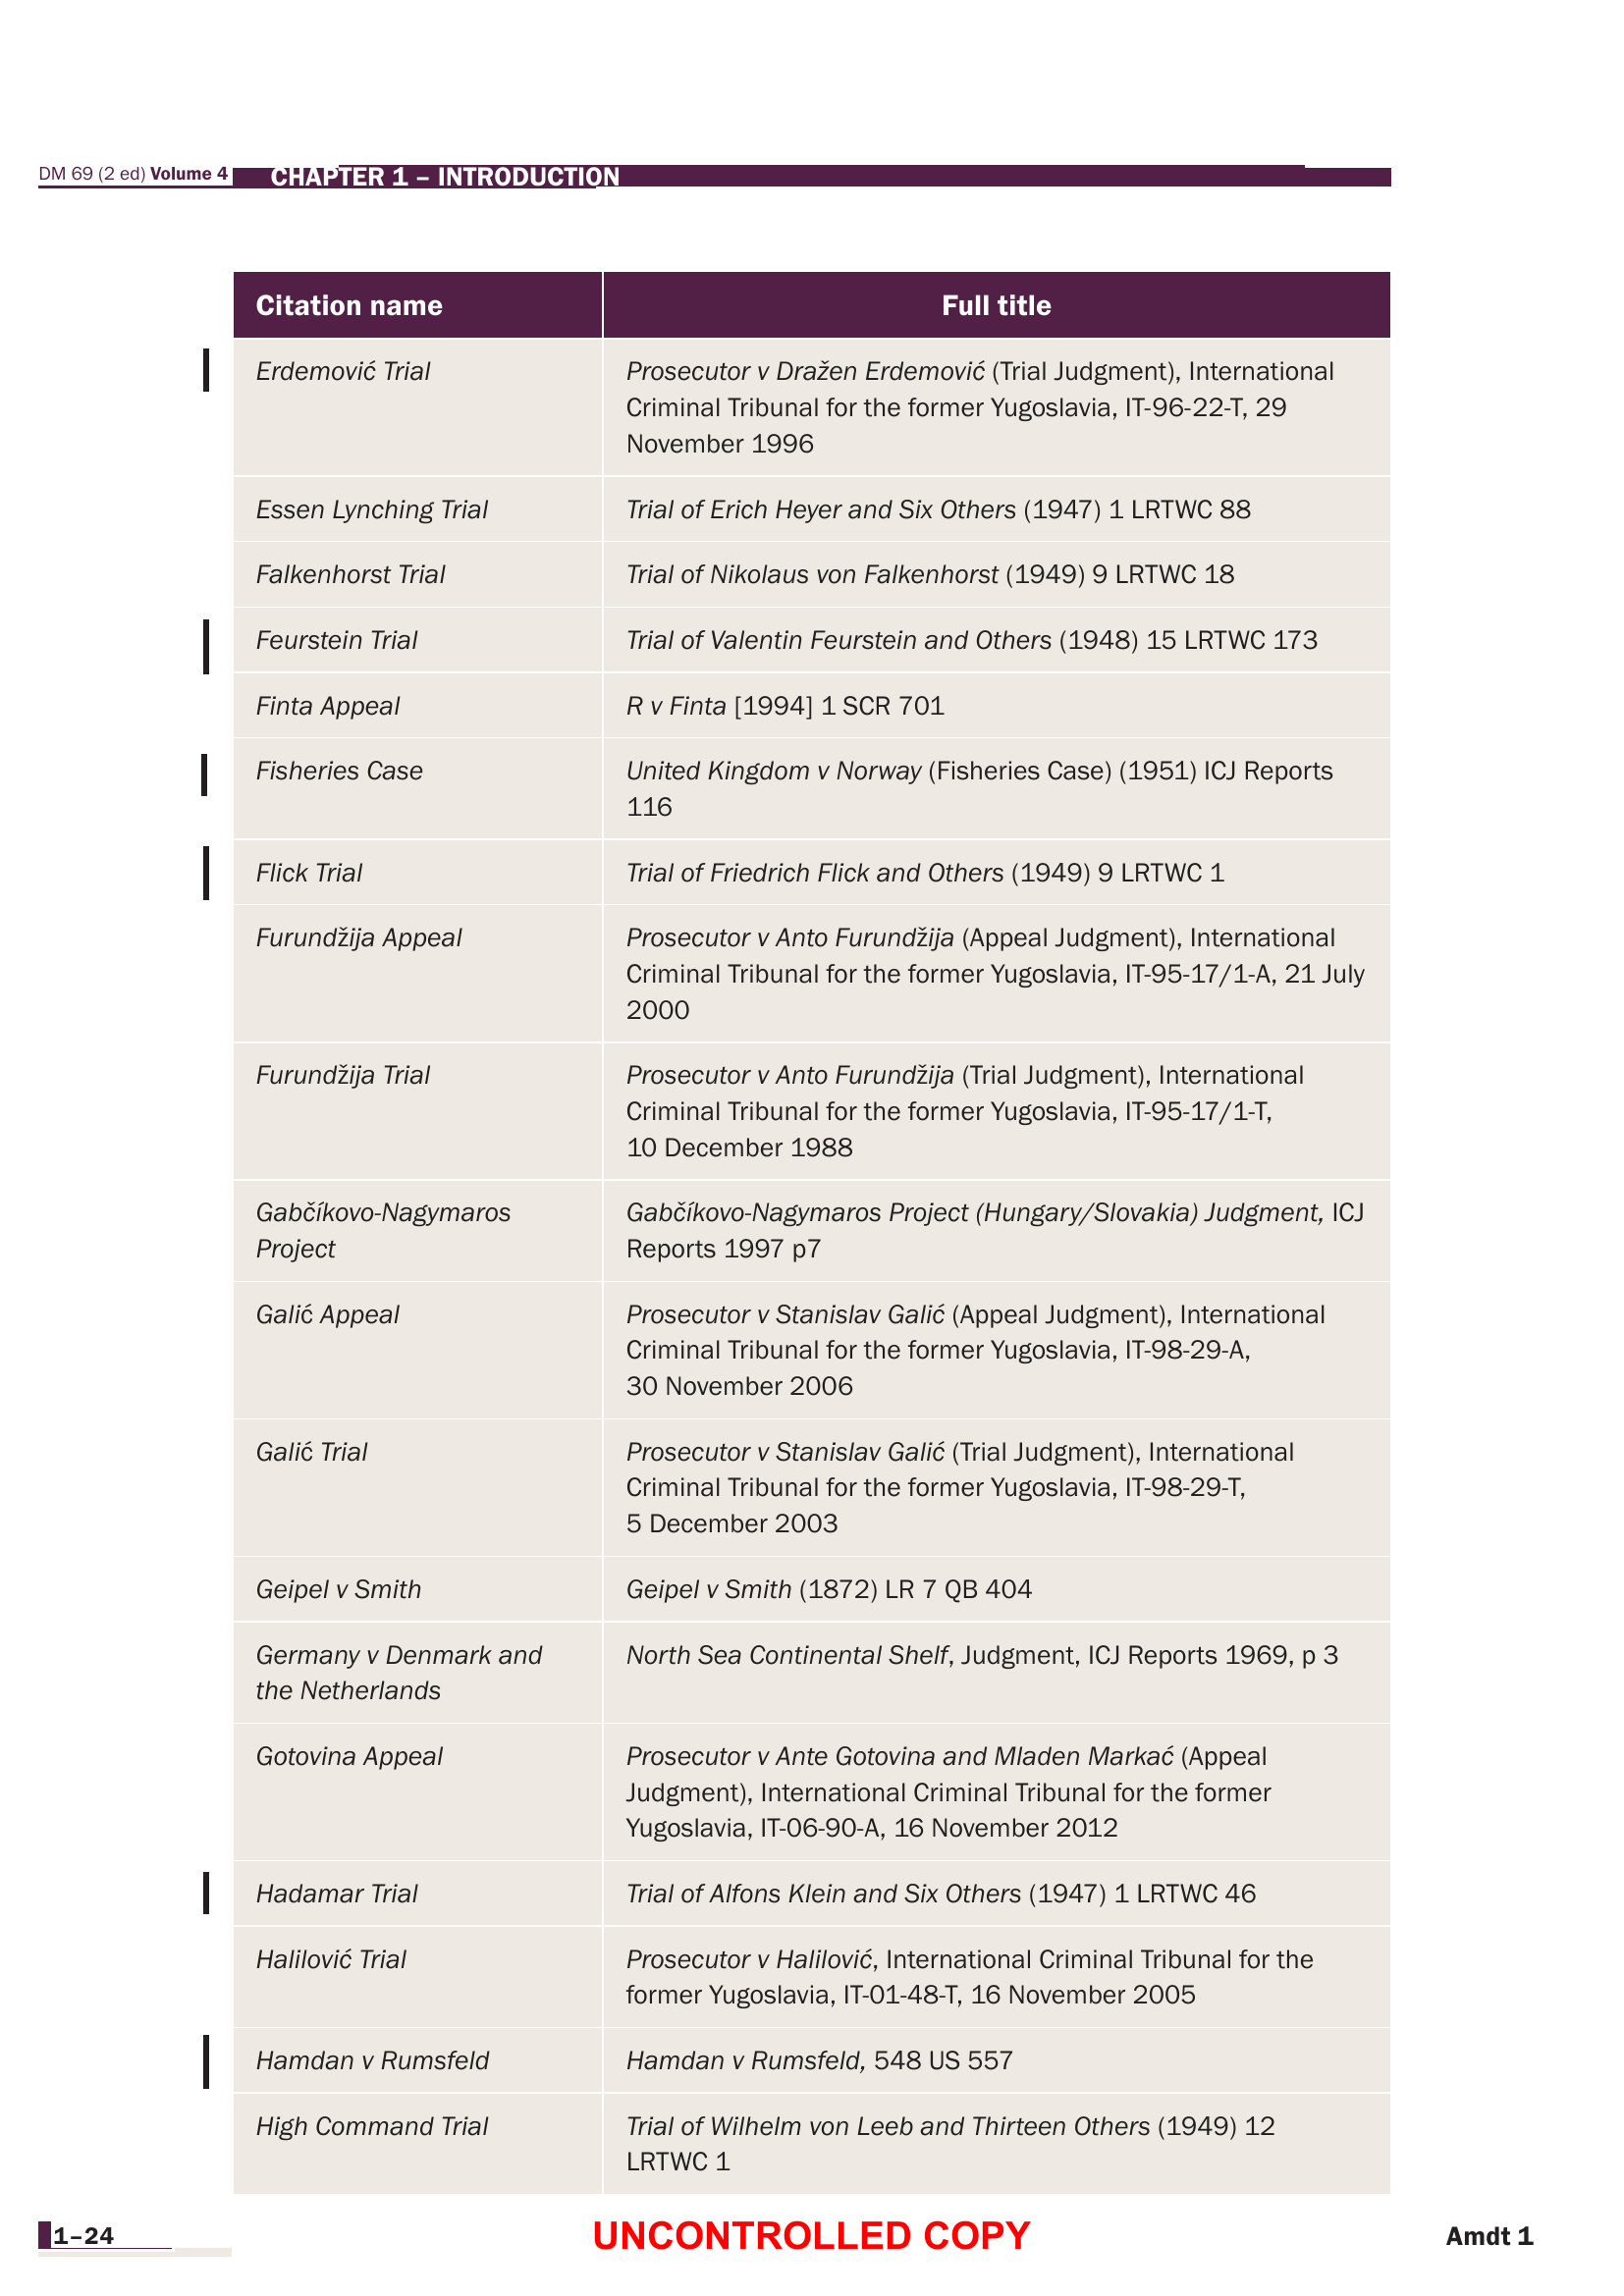 DM 69 (2 ed) Volume 4 CHAPTER 1 – INTRODUCTION
Citation name Full title
Erdemović Trial Prosecutor v Dražen Erdemović (Trial Judgment), International
Criminal Tribunal for the former Yugoslavia, IT-96-22-T, 29
November 1996
Essen Lynching Trial Trial of Erich Heyer and Six Others (1947) 1 LRTWC 88
Falkenhorst Trial Trial of Nikolaus von Falkenhorst (1949) 9 LRTWC 18
Feurstein Trial Trial of Valentin Feurstein and Others (1948) 15 LRTWC 173
Finta Appeal R v Finta [1994] 1 SCR 701
Fisheries Case United Kingdom v Norway (Fisheries Case) (1951) ICJ Reports
116
Flick Trial Trial of Friedrich Flick and Others (1949) 9 LRTWC 1
Furundžija Appeal Prosecutor v Anto Furundžija (Appeal Judgment), International
Criminal Tribunal for the former Yugoslavia, IT-95-17/1-A, 21 July
2000
Furundžija Trial Prosecutor v Anto Furundžija (Trial Judgment), International
Criminal Tribunal for the former Yugoslavia, IT-95-17/1-T,
10 December 1988
Gabčíkovo-Nagymaros Gabčíkovo-Nagymaros Project (Hungary/Slovakia) Judgment, ICJ
Project Reports 1997 p7
Galić Appeal Prosecutor v Stanislav Galić (Appeal Judgment), International
Criminal Tribunal for the former Yugoslavia, IT-98-29-A,
30 November 2006
Galić Trial Prosecutor v Stanislav Galić (Trial Judgment), International
Criminal Tribunal for the former Yugoslavia, IT-98-29-T,
5 December 2003
Geipel v Smith Geipel v Smith (1872) LR 7 QB 404
Germany v Denmark and North Sea Continental Shelf, Judgment, ICJ Reports 1969, p 3
the Netherlands
Gotovina Appeal Prosecutor v Ante Gotovina and Mladen Markać (Appeal
Judgment), International Criminal Tribunal for the former
Yugoslavia, IT-06-90-A, 16 November 2012
Hadamar Trial Trial of Alfons Klein and Six Others (1947) 1 LRTWC 46
Halilović Trial Prosecutor v Halilović, International Criminal Tribunal for the
former Yugoslavia, IT-01-48-T, 16 November 2005
Hamdan v Rumsfeld Hamdan v Rumsfeld, 548 US 557
High Command Trial Trial of Wilhelm von Leeb and Thirteen Others (1949) 12
LRTWC 1
1–24 UNCONTROLLED COPY Amdt 1